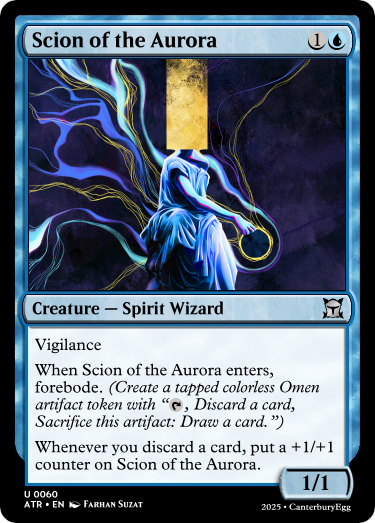 Scion of the Aurora 1
Creature — Spirit Wizard
Vigilance
When Scion of the Aurora enters,
forebode. (Create a tapped colorless Omen
artifact token with “, Discard a card,
Sacrifice this artifact: Draw a card.”)
Whenever you discard a card, put a +1/+1
counter on Scion of the Aurora.
1/1
U 0060
ATR • EN Farhan Suzat
2025 • CanterburyEgg